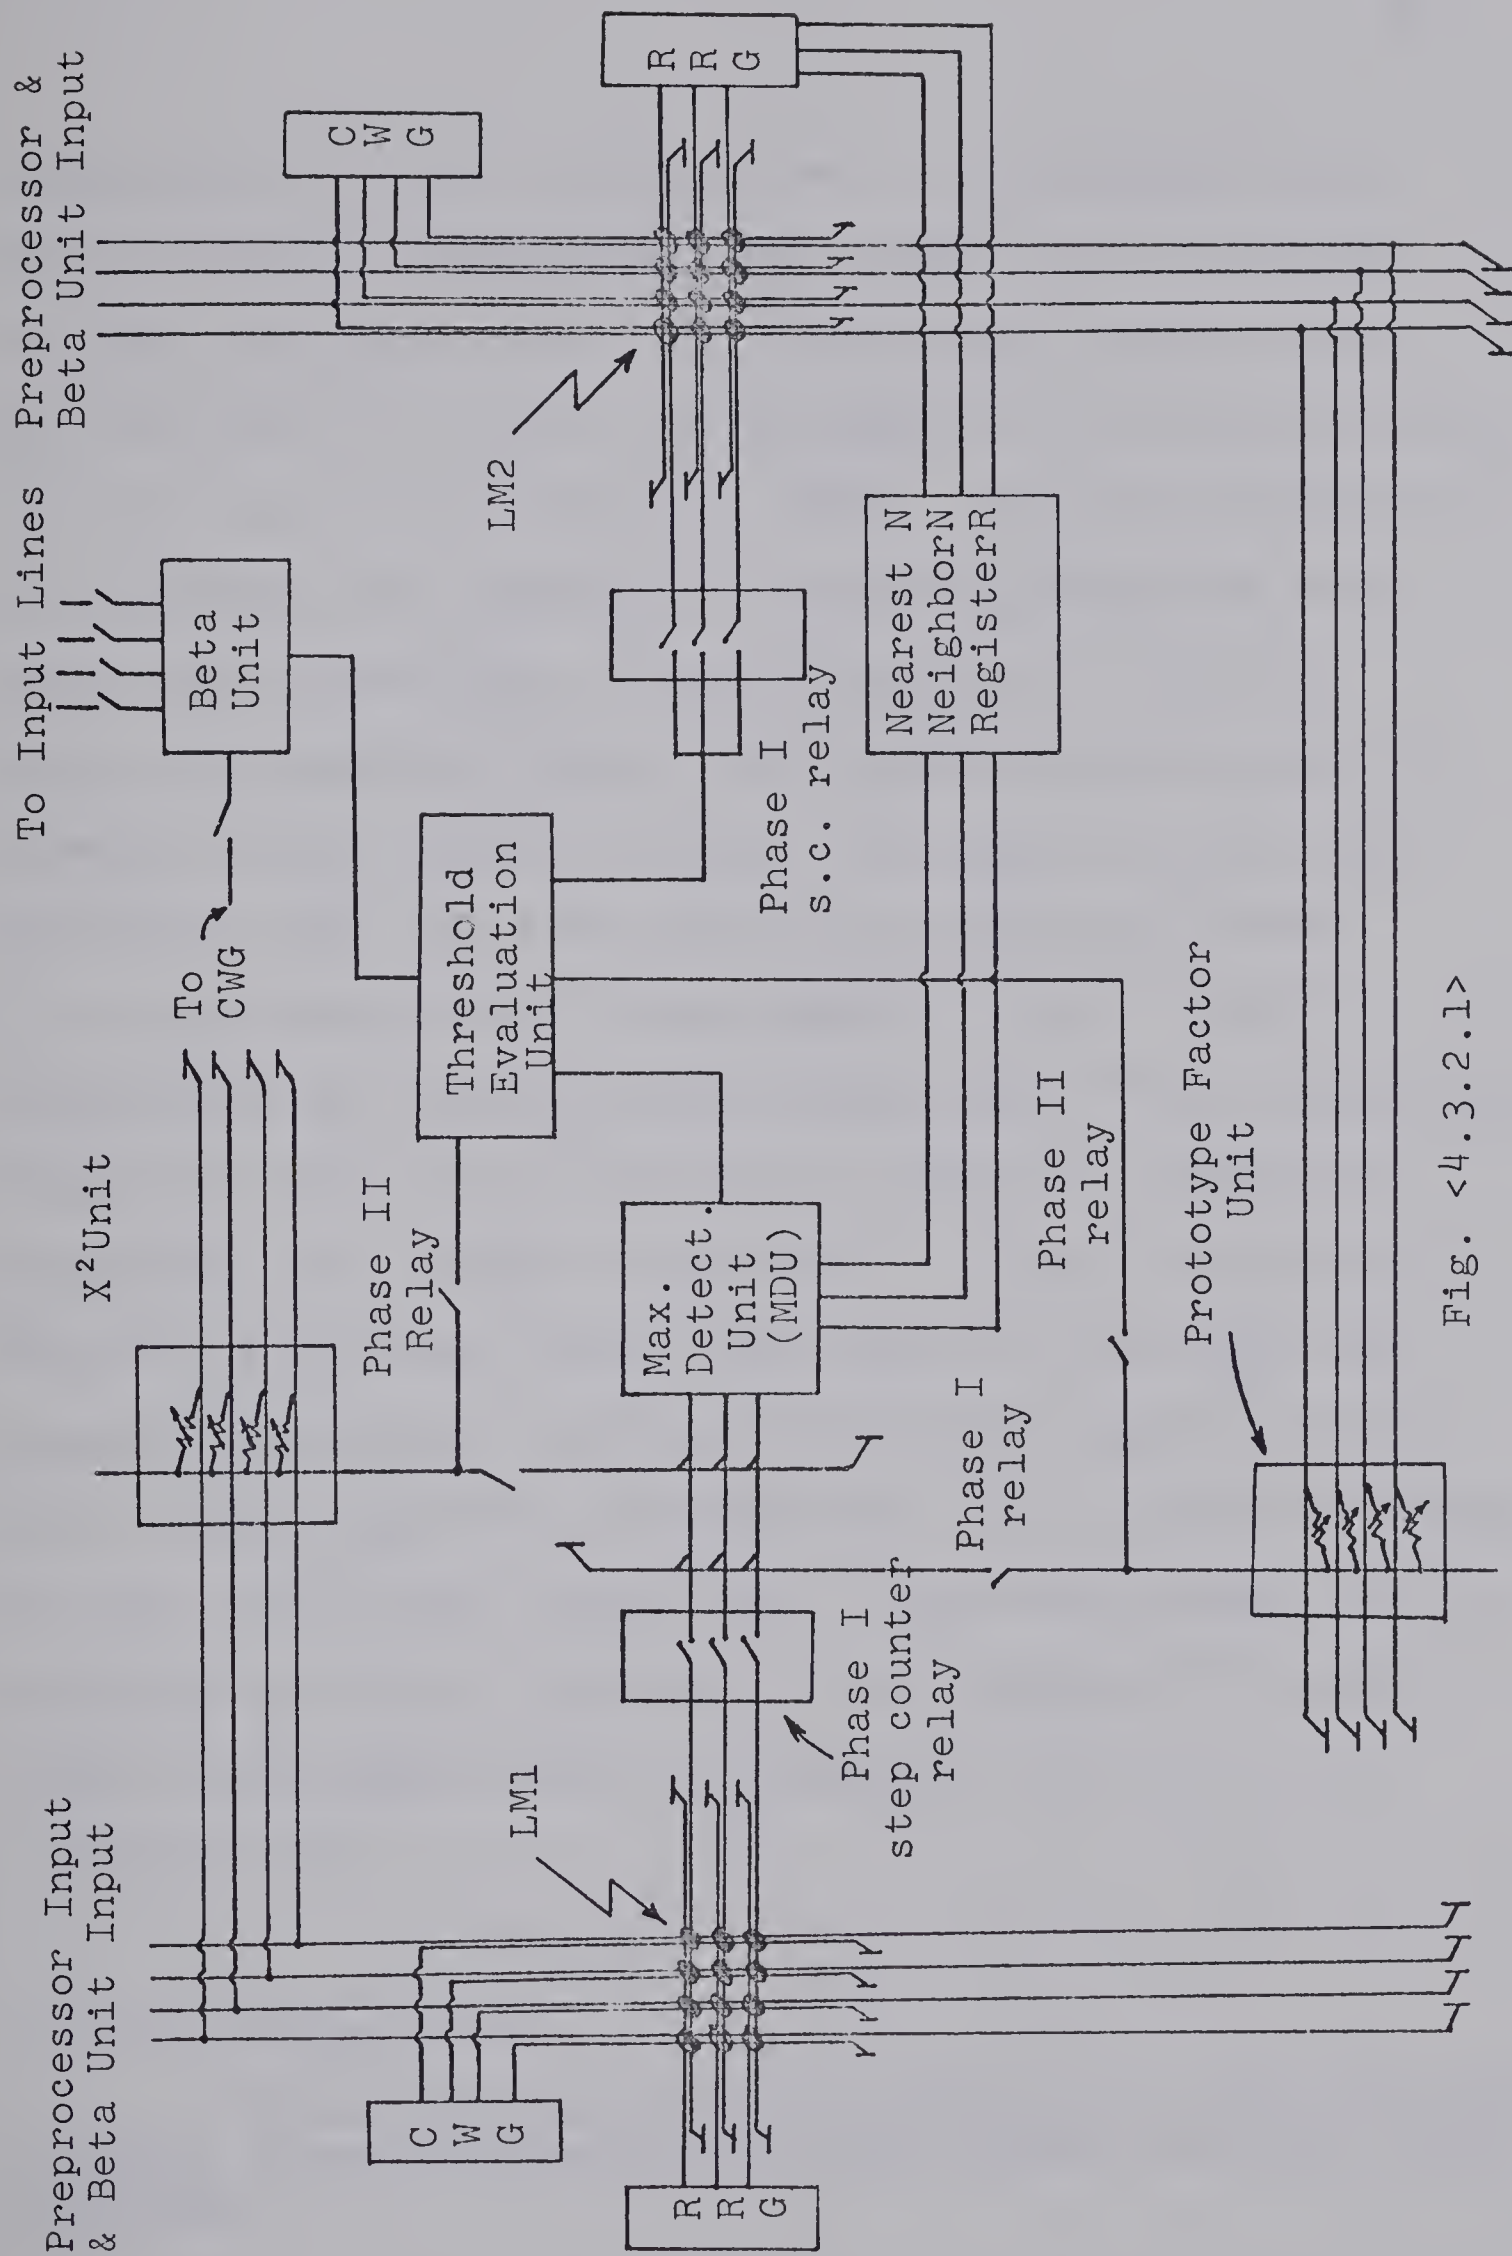 Preprocessor Input
& Beta Unit Input
X²Unit
To Input Lines
Preprocessor &
Beta Unit Input
To
CWG
Beta
Unit
C
W
G
C
W
G
Phase II
Relay
Threshold
Evaluation
Unit
LM1
LM2
R
R
G
Max.
Detect.
Unit
(MDU)
R
R
G
Phase I
step counter
relay
Phase I
relay
Phase I
s.c. relay
Nearest N
NeighborN
RegisterR
Phase II
relay
Prototype Factor
Unit
Fig. <4.3.2.1>